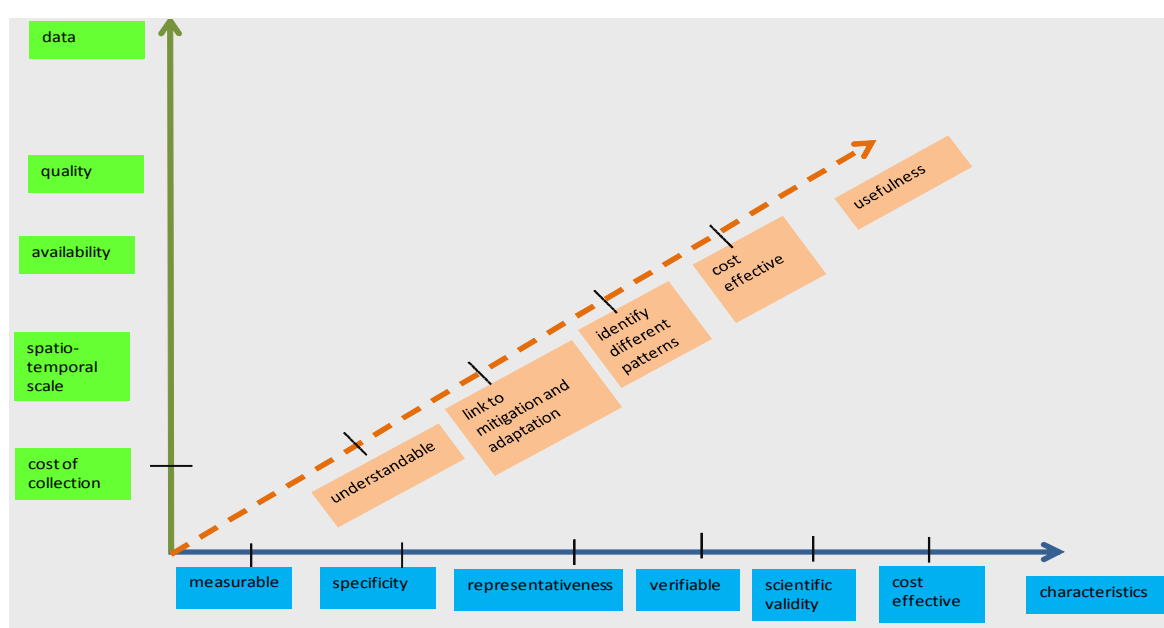 data
quality
availability
spatio-
temporal
scale
cost of
collection
usefulness
cost
effective
identify
different
patterns
link to
mitigation and
adaptation
understandable
measurable
specificity
representativeness
verifiable
scientific
validity
cost
effective
characteristics